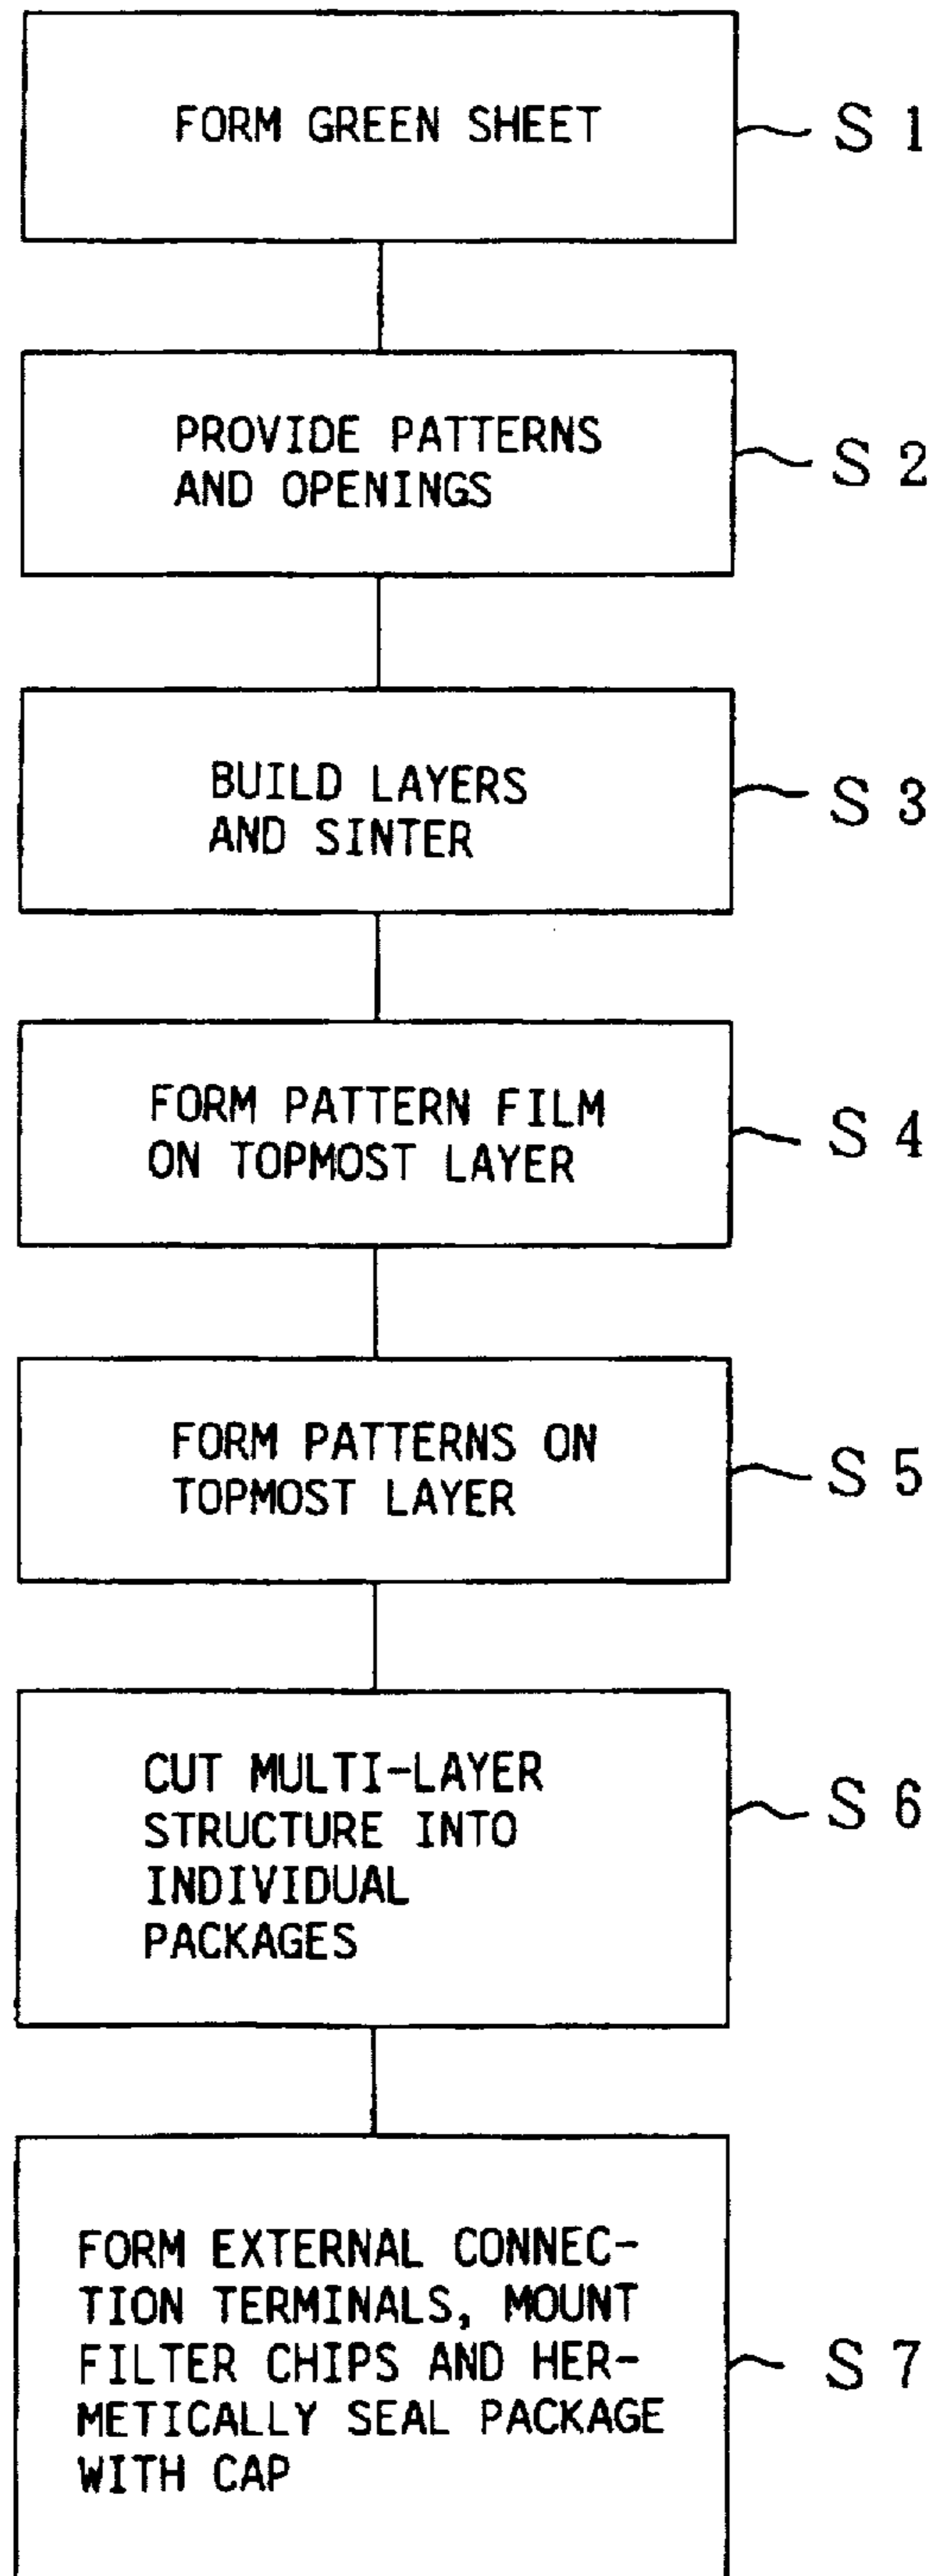 FORM GREEN SHEET
S 1
PROVIDE PATTERNS
AND OPENINGS
S 2
BUILD LAYERS
AND SINTER
S 3
FORM PATTERN FILM
ON TOPMOST LAYER
S 4
FORM PATTERNS ON
TOPMOST LAYER
S 5
CUT MULTI-LAYER
STRUCTURE INTO
INDIVIDUAL
PACKAGES
S 6
FORM EXTERNAL CONNEC-
TION TERMINALS, MOUNT
FILTER CHIPS AND HER-
METICALLY SEAL PACKAGE
WITH CAP
S 7